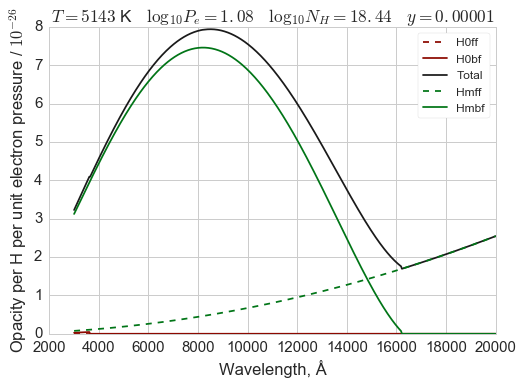 T = 5143 K log₁₀Pₑ = 1.08 log₁₀N_H = 18.44 y = 0.00001
Opacity per H per unit electron pressure / 10⁻²⁶
8
7
6
5
4
3
2
1
0
H0ff
H0bf
Total
Hmff
Hmbf
2000 4000 6000 8000 10000 12000 14000 16000 18000 20000
Wavelength, Å